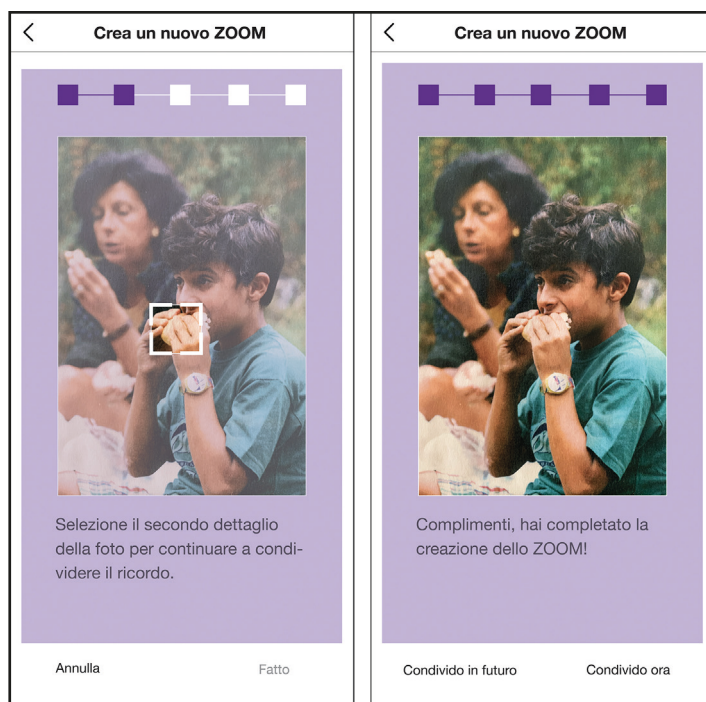 Crea un nuovo ZOOM
Selezione il secondo dettaglio
della foto per continuare a condi-
videre il ricordo.
Annulla
Fatto
Crea un nuovo ZOOM
Complimenti, hai completato la
creazione dello ZOOM!
Condivido in futuro
Condivido ora